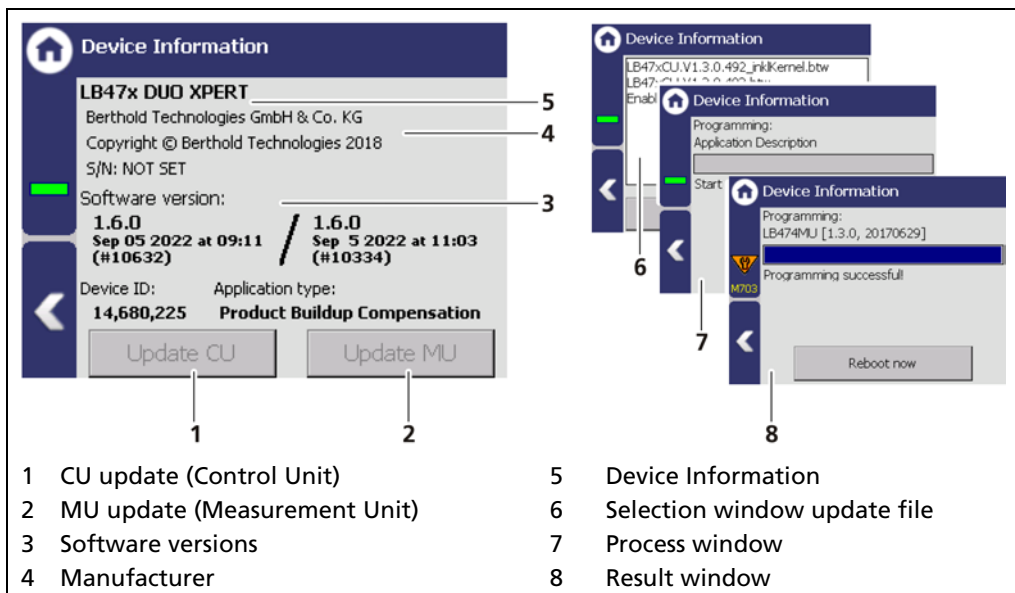 Device Information
LB47x DUO XPERT
Berthold Technologies GmbH & Co. KG
Copyright © Berthold Technologies 2018
S/N: NOT SET
Software version:
1.6.0 / 1.6.0
Sep 05 2022 at 09:11 Sep 5 2022 at 11:03
(#10632) (#10334)
Device ID: Application type:
14,680,225 Product Buildup Compensation
Update CU Update MU
5
4
3
1
2
Device Information
LB47xCU.V1.3.0.492_inklKernel.btw
Enabl
6
Device Information
Programming:
Application Description
Start
7
Device Information
Programming:
LB474MU [1.3.0, 20170629]
Programming successful!
M703
Reboot now
8
1 CU update (Control Unit)
2 MU update (Measurement Unit)
3 Software versions
4 Manufacturer
5 Device Information
6 Selection window update file
7 Process window
8 Result window